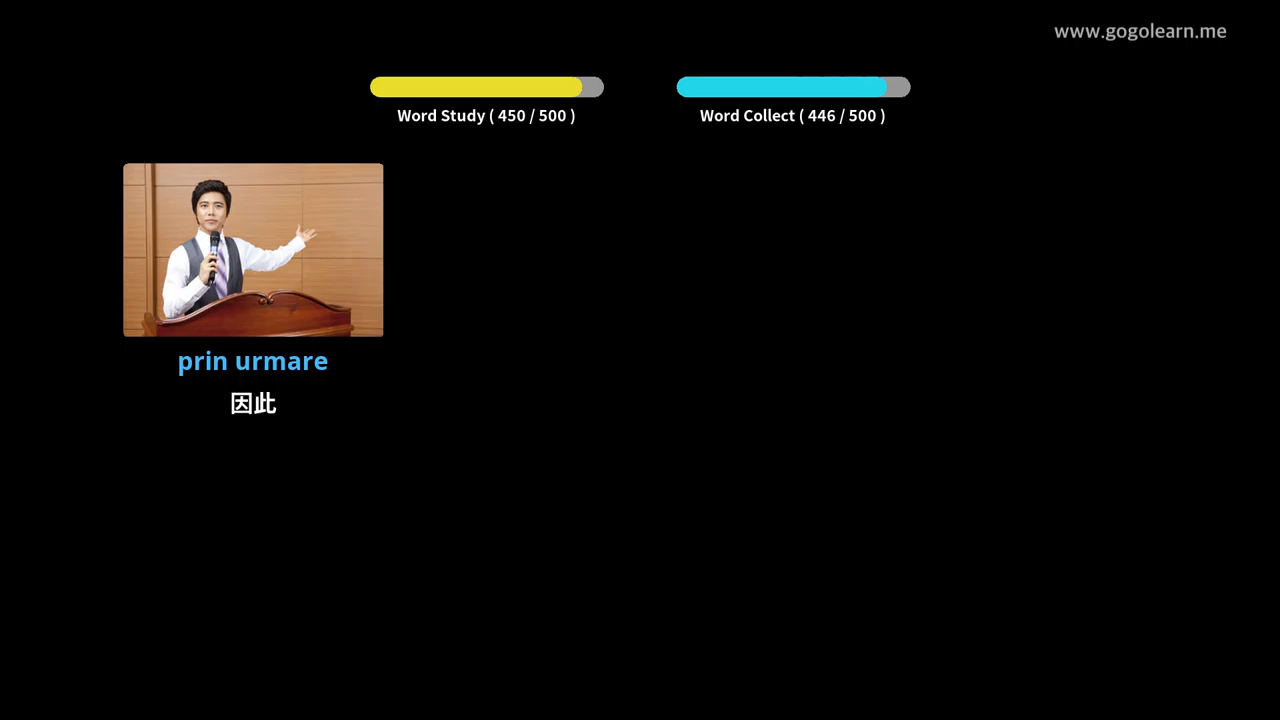 www.gogolearn.me
Word Study ( 450 / 500 )
Word Collect ( 446 / 500 )
prin urmare
因此